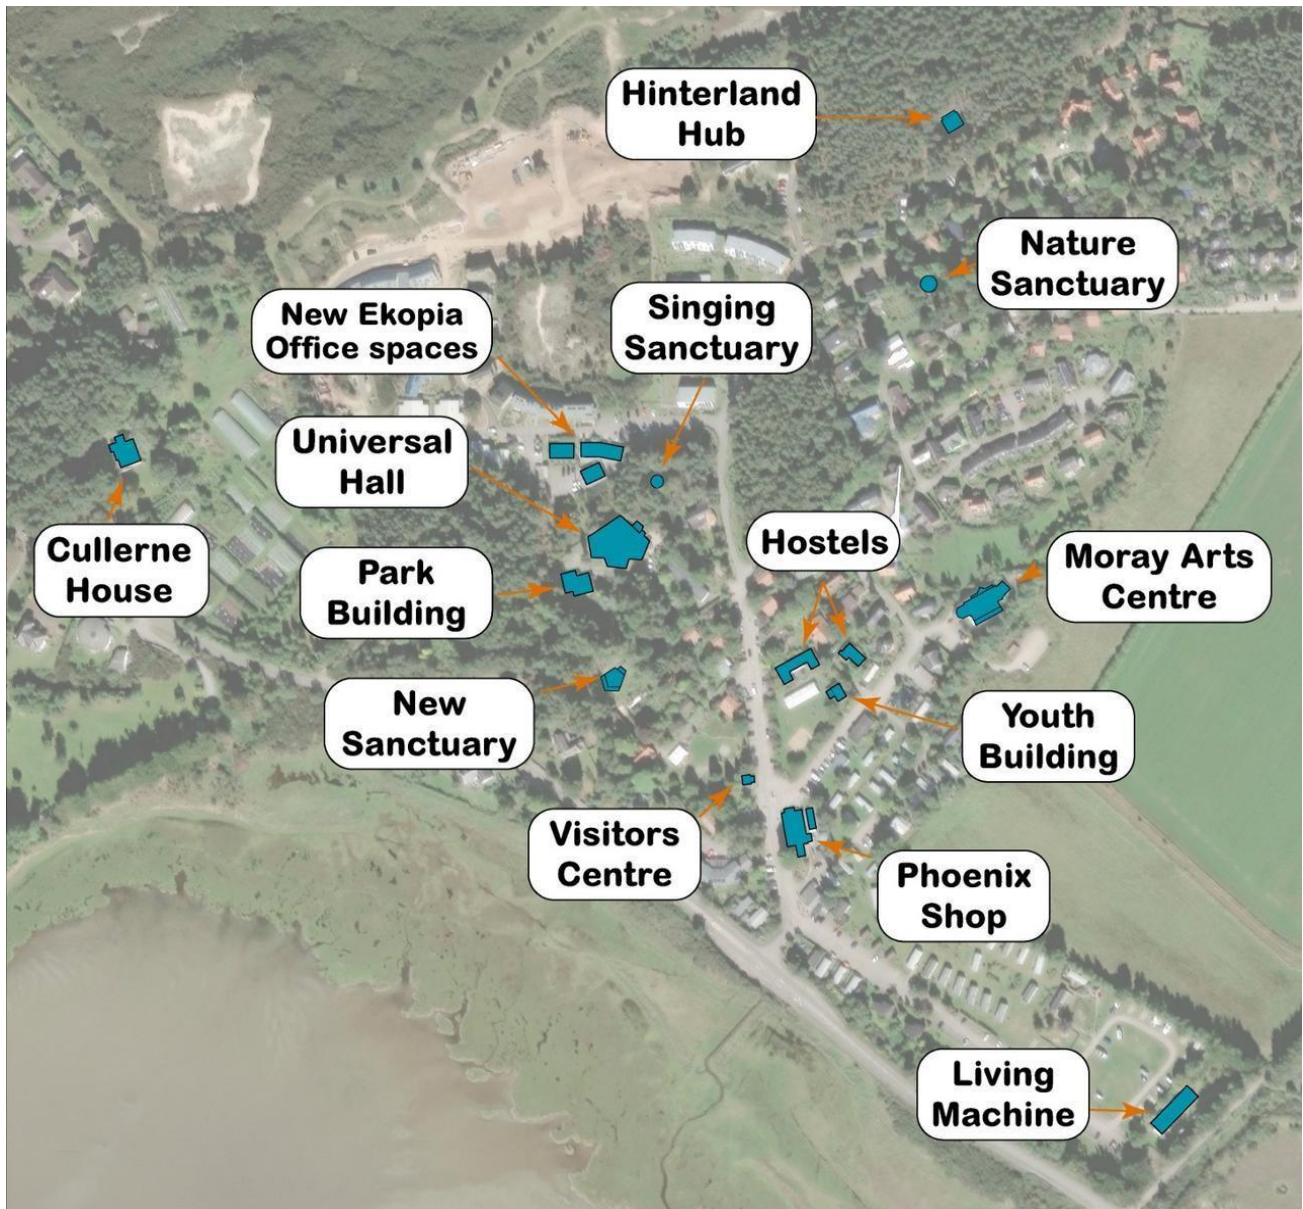 Hinterland
Hub
Nature
Sanctuary
New Ekopia
Office spaces
Singing
Sanctuary
Universal
Hall
Cullerne
House
Park
Building
Hostels
Moray Arts
Centre
New
Sanctuary
Youth
Building
Visitors
Centre
Phoenix
Shop
Living
Machine